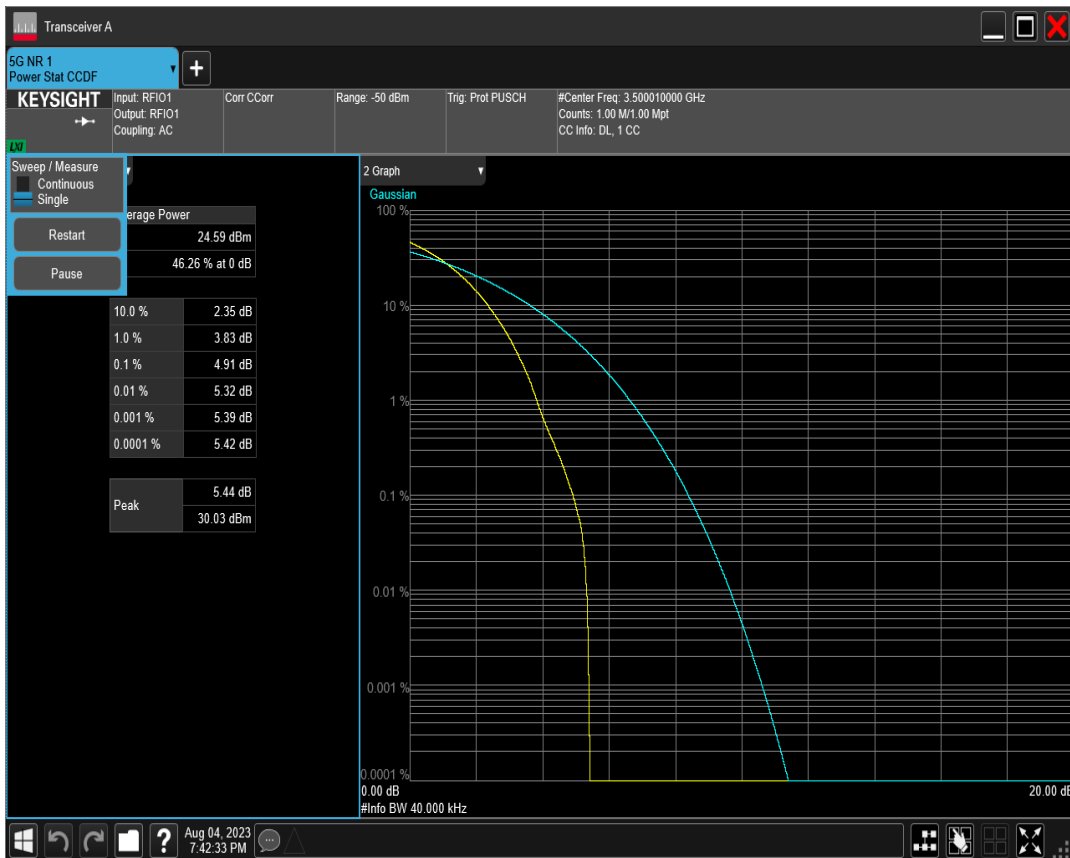 Transceiver A
5G NR 1
Power Stat CCDF
KEYSIGHT
LXI
Input: RFIO1
Output: RFIO1
Coupling: AC
Corr CCorr
Range: -50 dBm
Trig: Prot PUSCH
#Center Freq: 3.500010000 GHz
Counts: 1.00 M/1.00 Mpt
CC Info: DL, 1 CC
Sweep / Measure
Continuous
Single
Restart
Pause
erage Power
24.59 dBm
46.26 % at 0 dB
10.0 % 2.35 dB
1.0 % 3.83 dB
0.1 % 4.91 dB
0.01 % 5.32 dB
0.001 % 5.39 dB
0.0001 % 5.42 dB
Peak
5.44 dB
30.03 dBm
2 Graph
Gaussian
100 %
10 %
1 %
0.1 %
0.01 %
0.001 %
0.0001 %
0.00 dB
20.00 dB
#Info BW 40.000 kHz
?
Aug 04, 2023
7:42:33 PM